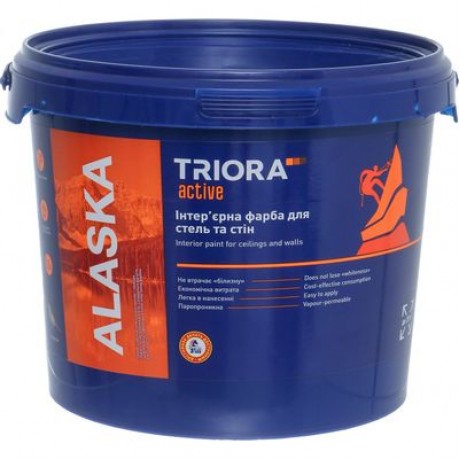 ALASKA
TRIORA
active
Інтер'єрна фарба для
стель та стін
Interior paint for ceilings and walls
Не втрачає «білизну»
Економічна витрата
Легка в нанесенні
Паропроникна
Does not lose «whiteness»
Cost-effective consumption
Easy to apply
Vapour-permeable